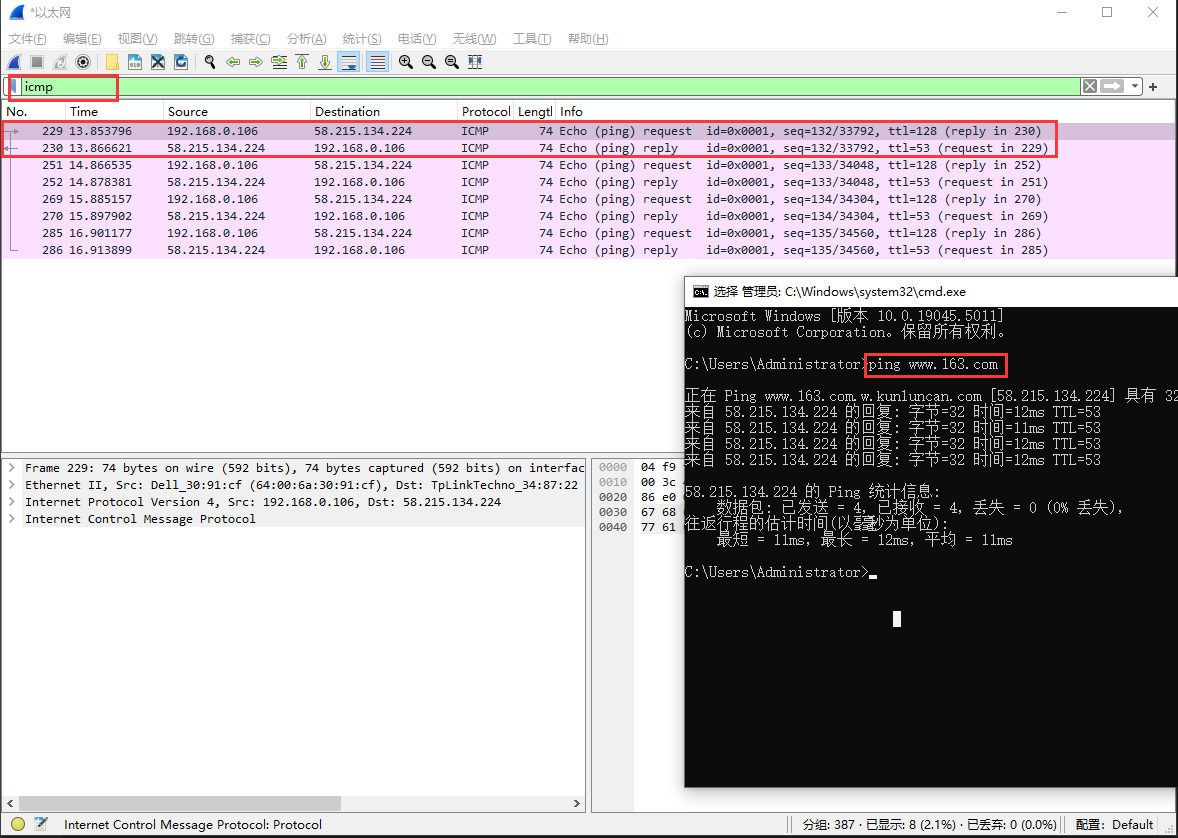 *以太网
文件(F) 编辑(E) 视图(V) 跳转(G) 捕获(C) 分析(A) 统计(S) 电话(Y) 无线(W) 工具(T) 帮助(H)
icmp
No. Time Source Destination Protocol Lengtl Info
229 13.853796 192.168.0.106 58.215.134.224 ICMP 74 Echo (ping) request id=0x0001, seq=132/33792, ttl=128 (reply in 230)
230 13.866621 58.215.134.224 192.168.0.106 ICMP 74 Echo (ping) reply id=0x0001, seq=132/33792, ttl=53 (request in 229)
251 14.866535 192.168.0.106 58.215.134.224 ICMP 74 Echo (ping) request id=0x0001, seq=133/34048, ttl=128 (reply in 252)
252 14.878381 58.215.134.224 192.168.0.106 ICMP 74 Echo (ping) reply id=0x0001, seq=133/34048, ttl=53 (request in 251)
269 15.885157 192.168.0.106 58.215.134.224 ICMP 74 Echo (ping) request id=0x0001, seq=134/34304, ttl=128 (reply in 270)
270 15.897902 58.215.134.224 192.168.0.106 ICMP 74 Echo (ping) reply id=0x0001, seq=134/34304, ttl=53 (request in 269)
285 16.901177 192.168.0.106 58.215.134.224 ICMP 74 Echo (ping) request id=0x0001, seq=135/34560, ttl=128 (reply in 286)
286 16.913899 58.215.134.224 192.168.0.106 ICMP 74 Echo (ping) reply id=0x0001, seq=135/34560, ttl=53 (request in 285)
选择 管理员: C:\Windows\system32\cmd.exe
Microsoft Windows [版本 10.0.19045.5011]
(c) Microsoft Corporation。保留所有权利。
C:\Users\Administrator>ping www.163.com
正在 Ping www.163.com.w.kunluncan.com [58.215.134.224] 具有 32
来自 58.215.134.224 的回复: 字节=32 时间=12ms TTL=53
来自 58.215.134.224 的回复: 字节=32 时间=11ms TTL=53
来自 58.215.134.224 的回复: 字节=32 时间=12ms TTL=53
来自 58.215.134.224 的回复: 字节=32 时间=12ms TTL=53
58.215.134.224 的 Ping 统计信息:
数据包: 已发送 = 4，已接收 = 4，丢失 = 0 (0% 丢失)，
往返行程的估计时间(以毫秒为单位):
最短 = 11ms，最长 = 12ms，平均 = 11ms
C:\Users\Administrator>
Frame 229: 74 bytes on wire (592 bits), 74 bytes captured (592 bits) on interfac
Ethernet II, Src: Dell_30:91:cf (64:00:6a:30:91:cf), Dst: TpLinkTechno_34:87:22
Internet Protocol Version 4, Src: 192.168.0.106, Dst: 58.215.134.224
Internet Control Message Protocol
0000 04 f9
0010 00 3c
0020 86 e0
0030 67 68
0040 77 61
Internet Control Message Protocol: Protocol
分组: 387 · 已显示: 8 (2.1%) · 已丢弃: 0 (0.0%)
配置: Default